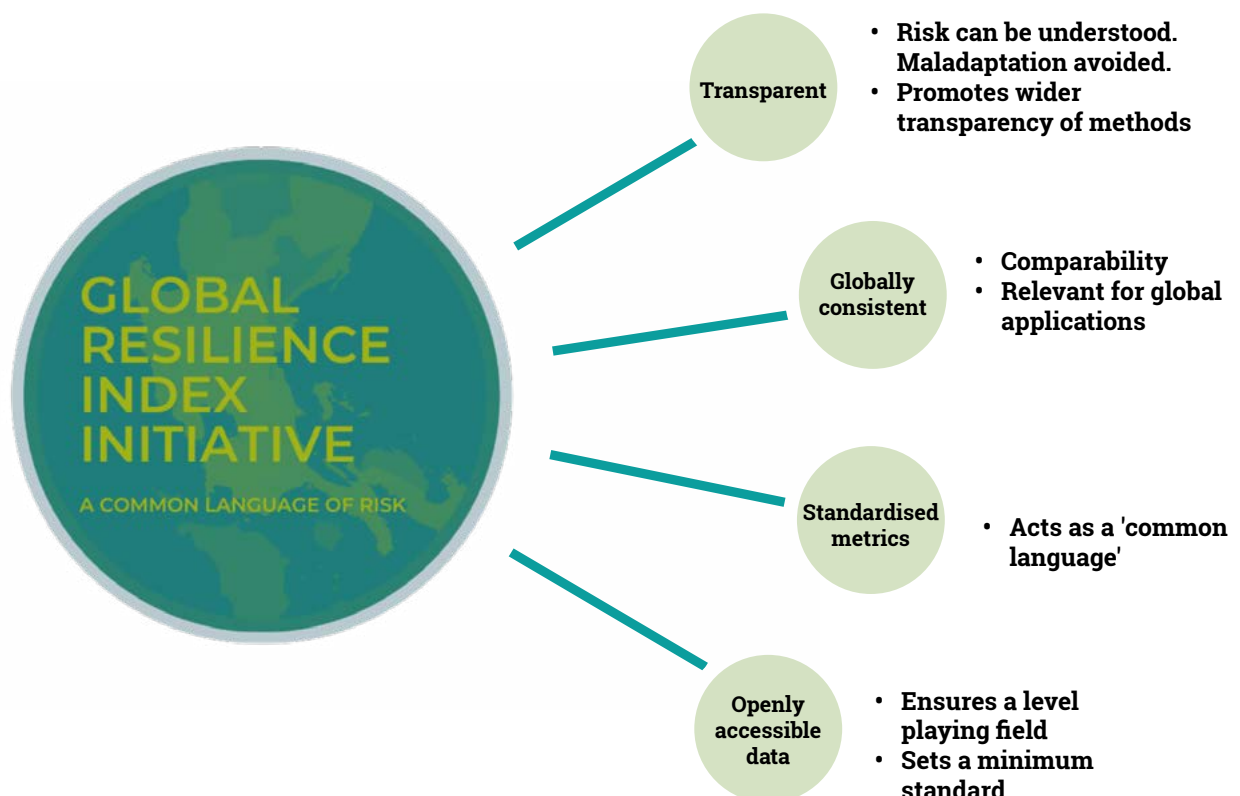 GLOBAL
RESILIENCE
INDEX
INITIATIVE
A COMMON LANGUAGE OF RISK
Transparent
• Risk can be understood.
Maladaptation avoided.
• Promotes wider
transparency of methods
Globally
consistent
• Comparability
• Relevant for global
applications
Standardised
metrics
• Acts as a 'common
language'
Openly
accessible
data
• Ensures a level
playing field
• Sets a minimum
standard